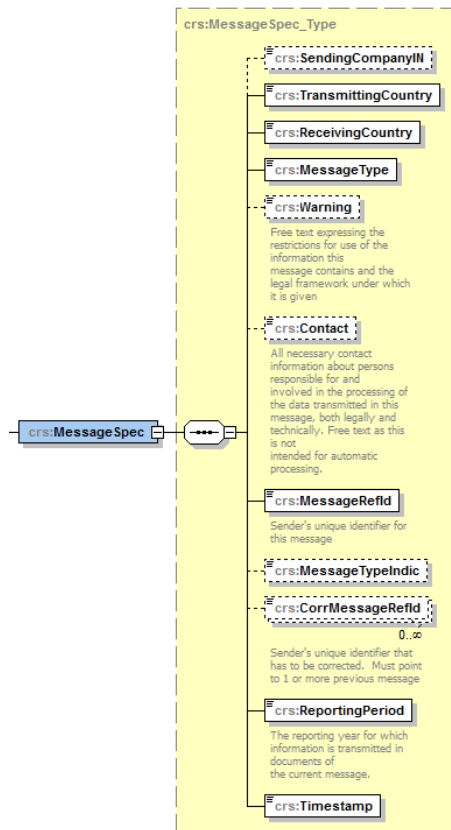 crs:MessageSpec_Type
crs:SendingCompanyIN
crs:TransmittingCountry
crs:ReceivingCountry
crs:MessageType
crs:Warning
Free text expressing the
restrictions for use of the
information this
message contains and the
legal framework under which
it is given
crs:Contact
All necessary contact
information about persons
responsible for and
involved in the processing of
the data transmitted in this
message, both legally and
technically. Free text as this
is not
intended for automatic
processing.
crs:MessageSpec
crs:MessageRefId
Sender's unique identifier for
this message
crs:MessageTypeIndic
crs:CorrMessageRefId
0..∞
Sender's unique identifier that
has to be corrected. Must point
to 1 or more previous message
crs:ReportingPeriod
The reporting year for which
information is transmitted in
documents of
the current message.
crs:Timestamp